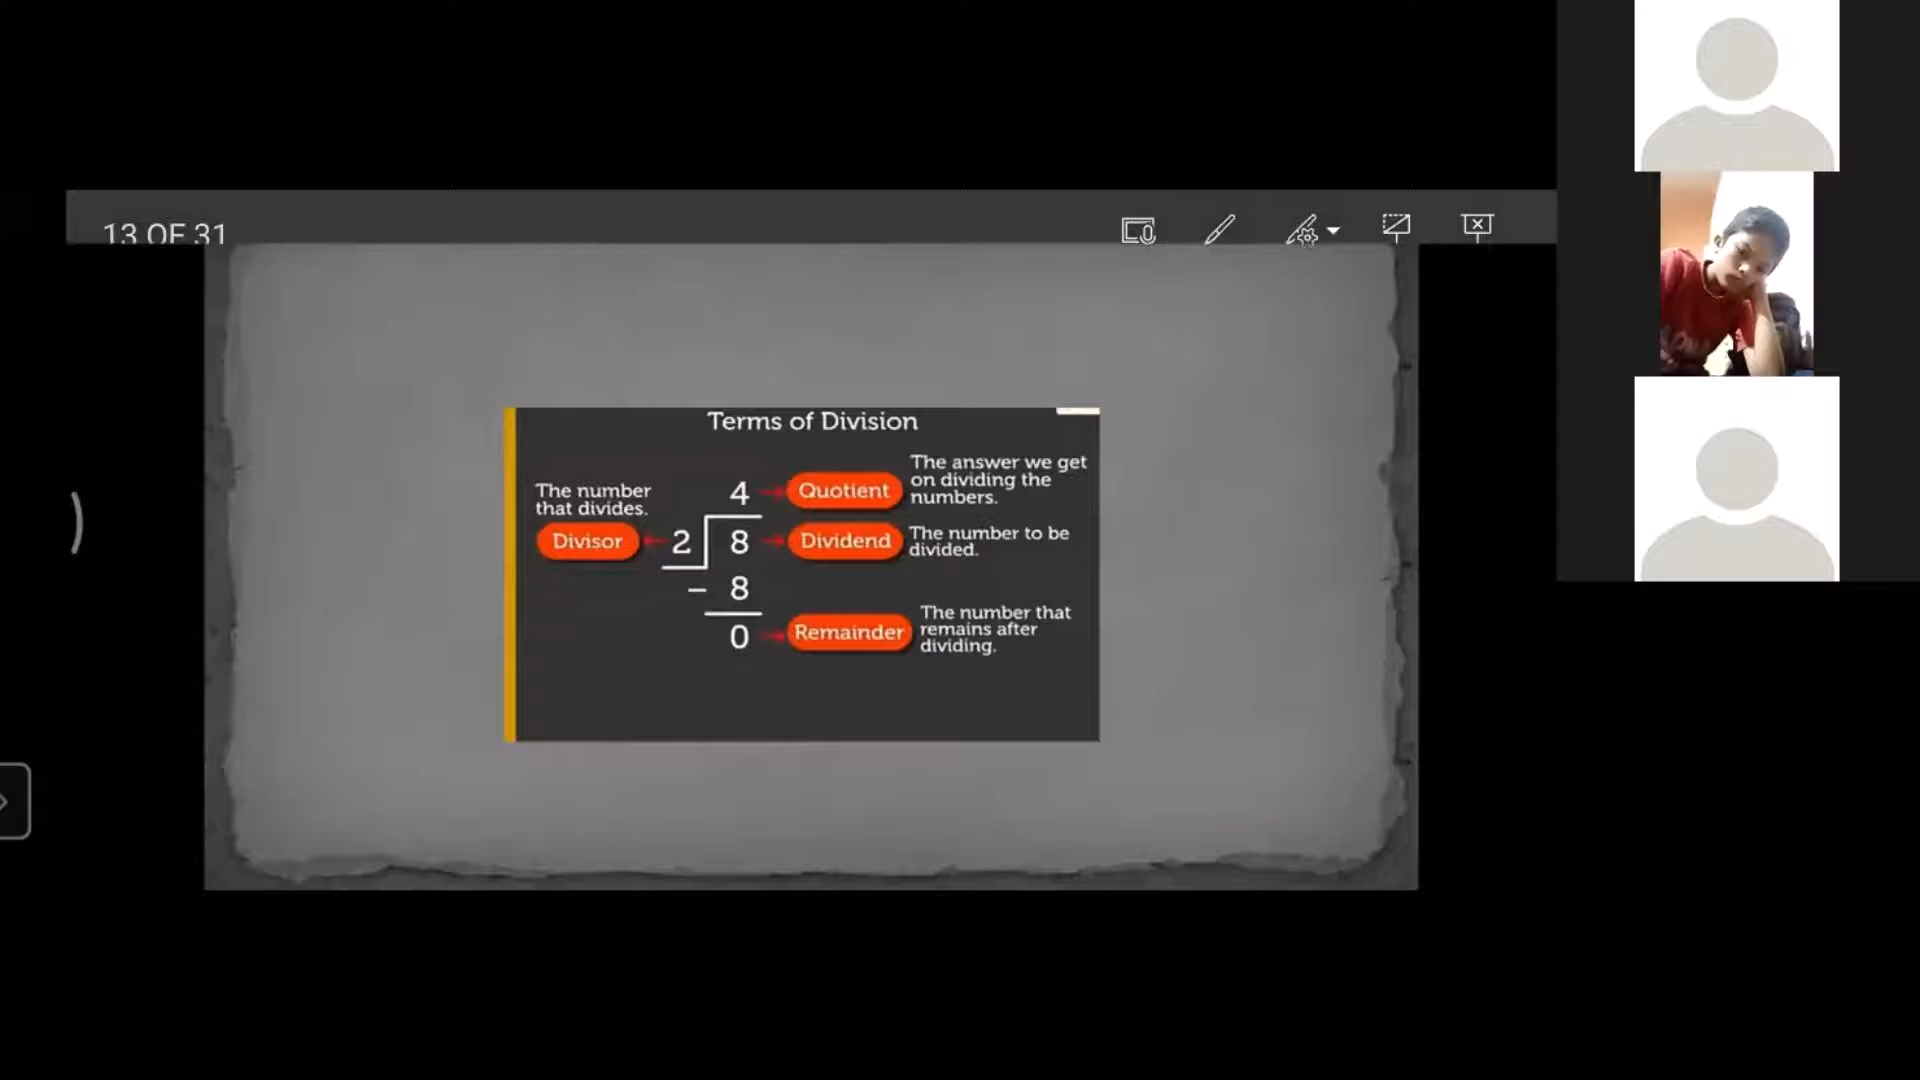 13 OF 31
Terms of Division
The number
that divides.
Divisor
4
Quotient
The answer we get
on dividing the
numbers.
2
8
Dividend
The number to be
divided.
– 8
0
Remainder
The number that
remains after
dividing.